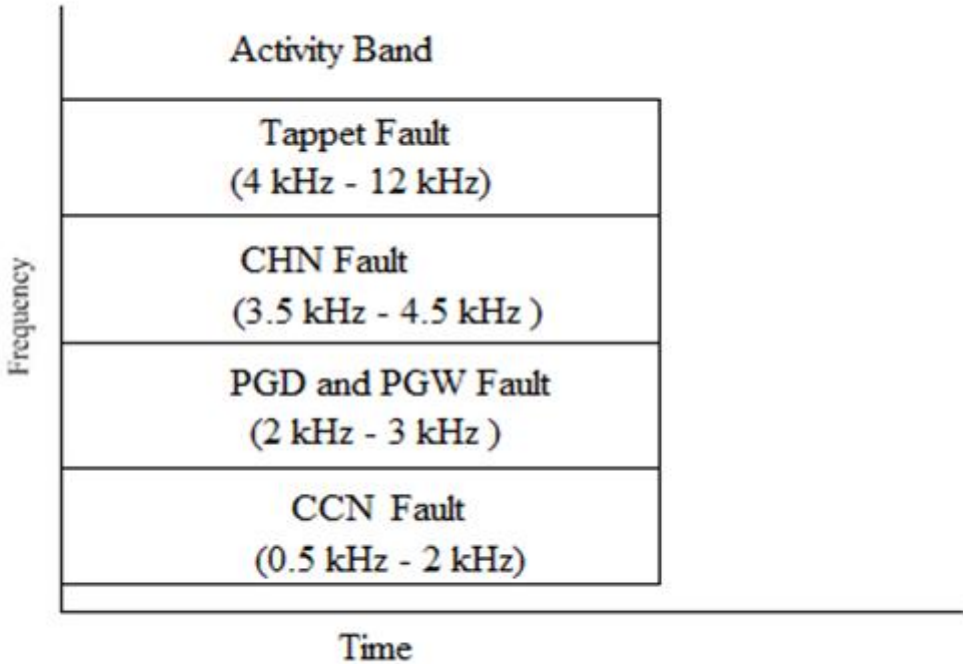 Activity Band
Tappet Fault
(4 kHz - 12 kHz)
CHN Fault
(3.5 kHz - 4.5 kHz )
PGD and PGW Fault
(2 kHz - 3 kHz )
CCN Fault
(0.5 kHz - 2 kHz)
Frequency
Time